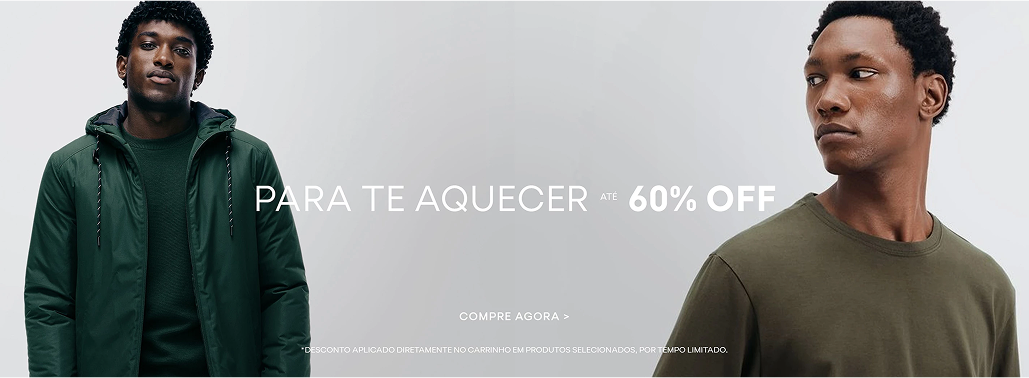 PARA TE AQUECER ATÉ 60% OFF
COMPRE AGORA >
*DESCONTO APLICADO DIRETAMENTE NO CARRINHO EM PRODUTOS SELECIONADOS, POR TEMPO LIMITADO.